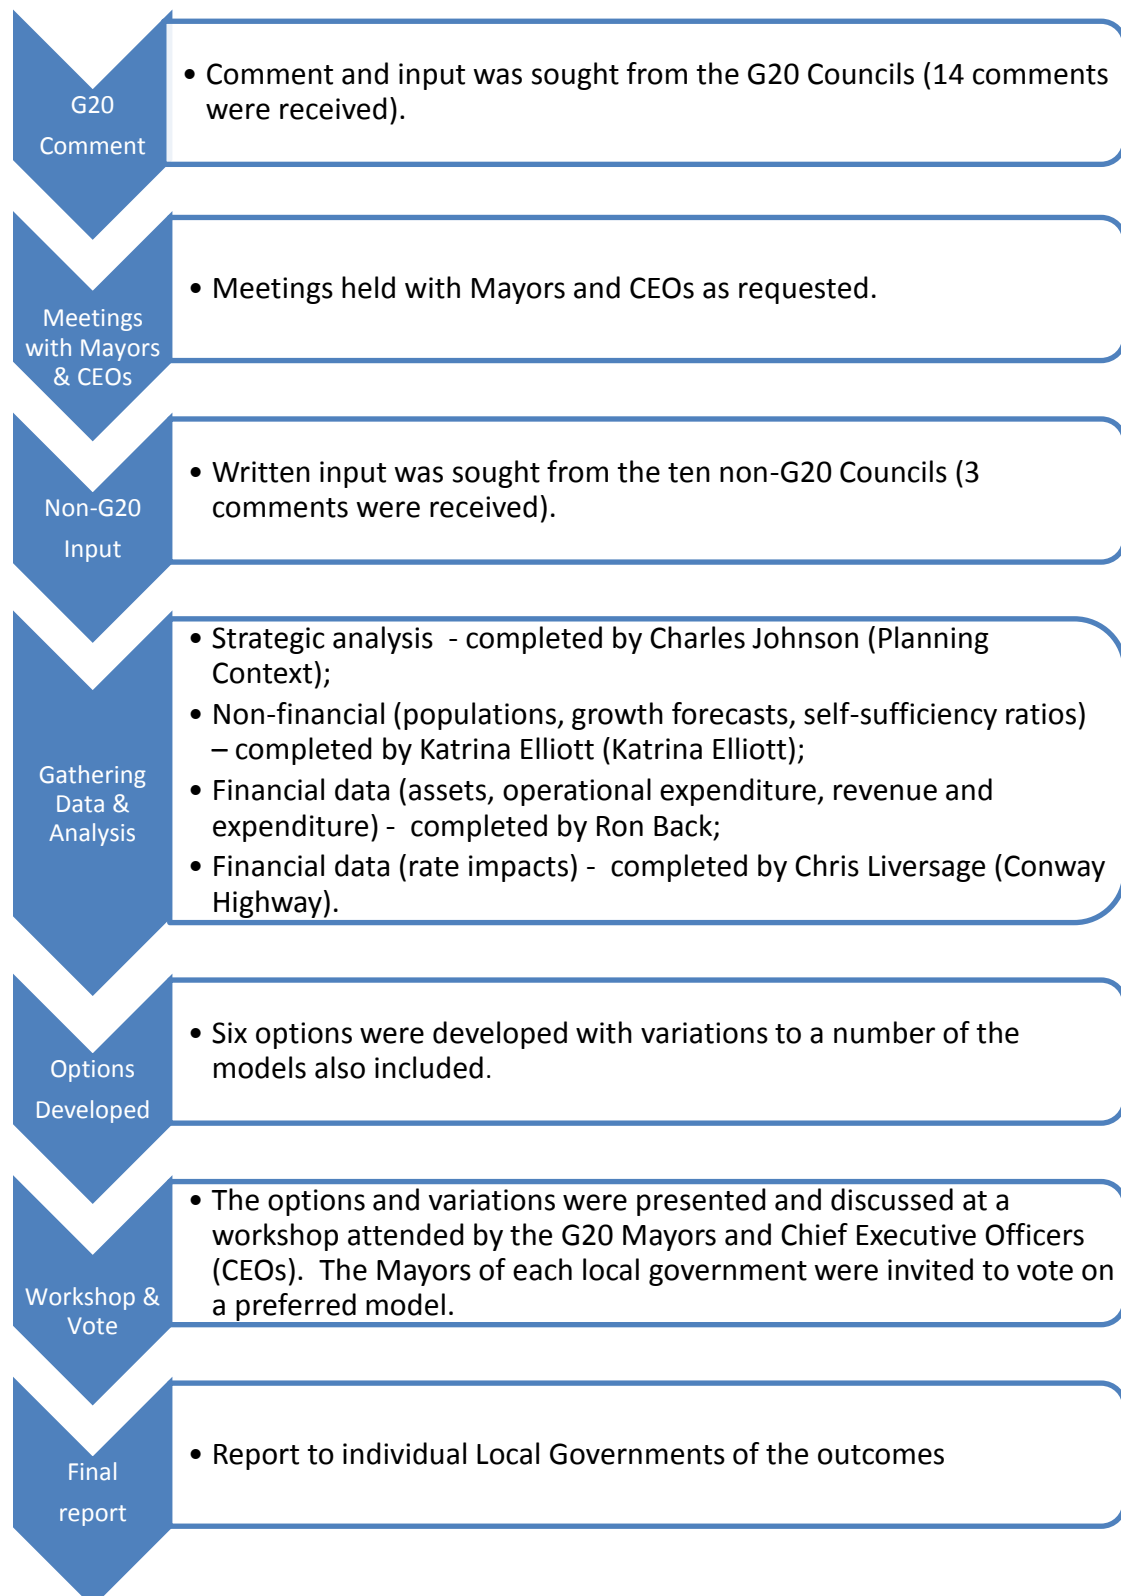 G20
Comment
• Comment and input was sought from the G20 Councils (14 comments
were received).
Meetings
with Mayors
& CEOs
• Meetings held with Mayors and CEOs as requested.
Non-G20
Input
• Written input was sought from the ten non-G20 Councils (3
comments were received).
Gathering
Data &
Analysis
• Strategic analysis - completed by Charles Johnson (Planning
Context);
• Non-financial (populations, growth forecasts, self-sufficiency ratios)
– completed by Katrina Elliott (Katrina Elliott);
• Financial data (assets, operational expenditure, revenue and
expenditure) - completed by Ron Back;
• Financial data (rate impacts) - completed by Chris Liversage (Conway
Highway).
Options
Developed
• Six options were developed with variations to a number of the
models also included.
Workshop &
Vote
• The options and variations were presented and discussed at a
workshop attended by the G20 Mayors and Chief Executive Officers
(CEOs). The Mayors of each local government were invited to vote on
a preferred model.
Final
report
• Report to individual Local Governments of the outcomes